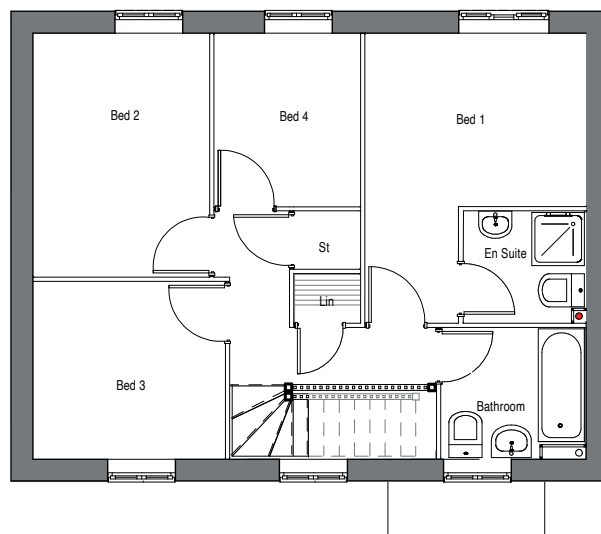 Bed 2
Bed 4
Bed 1
St
En Suite
Lin
Bed 3
Bathroom